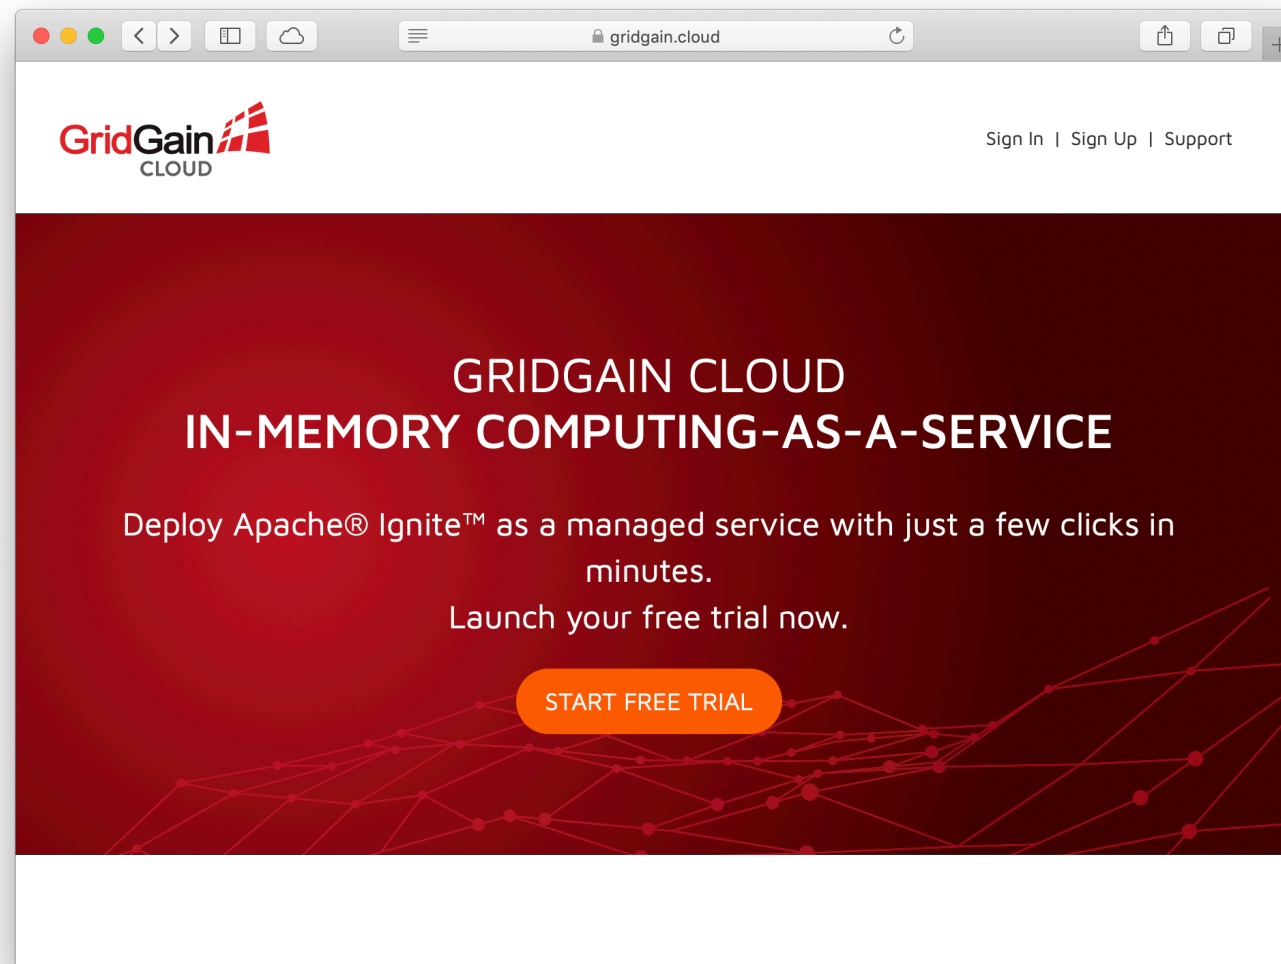 gridgain.cloud
GridGain
CLOUD
Sign In | Sign Up | Support
GRIDGAIN CLOUD
IN-MEMORY COMPUTING-AS-A-SERVICE
Deploy Apache® Ignite™ as a managed service with just a few clicks in
minutes.
Launch your free trial now.
START FREE TRIAL